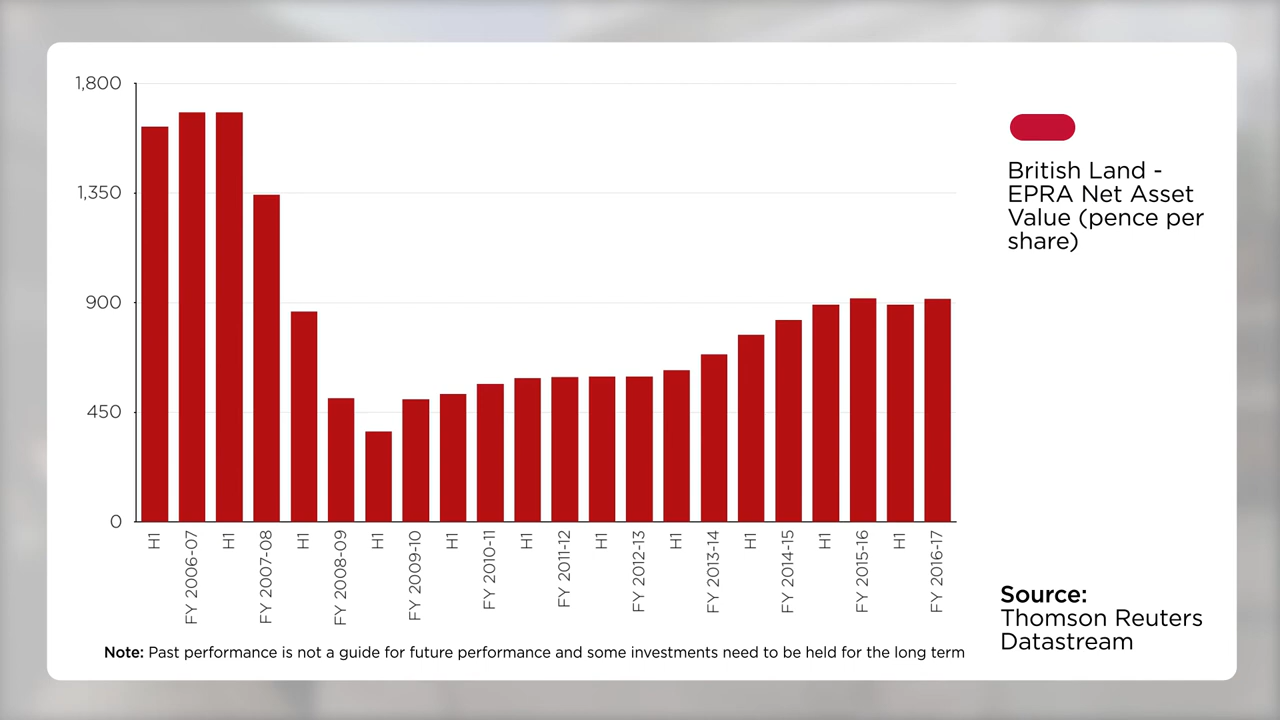 1,800
1,350
900
450
0
H1
FY 2006-07
H1
FY 2007-08
H1
FY 2008-09
H1
FY 2009-10
H1
FY 2010-11
H1
FY 2011-12
H1
FY 2012-13
H1
FY 2013-14
H1
FY 2014-15
H1
FY 2015-16
H1
FY 2016-17
British Land -
EPRA Net Asset
Value (pence per
share)
Source:
Thomson Reuters
Datastream
Note: Past performance is not a guide for future performance and some investments need to be held for the long term